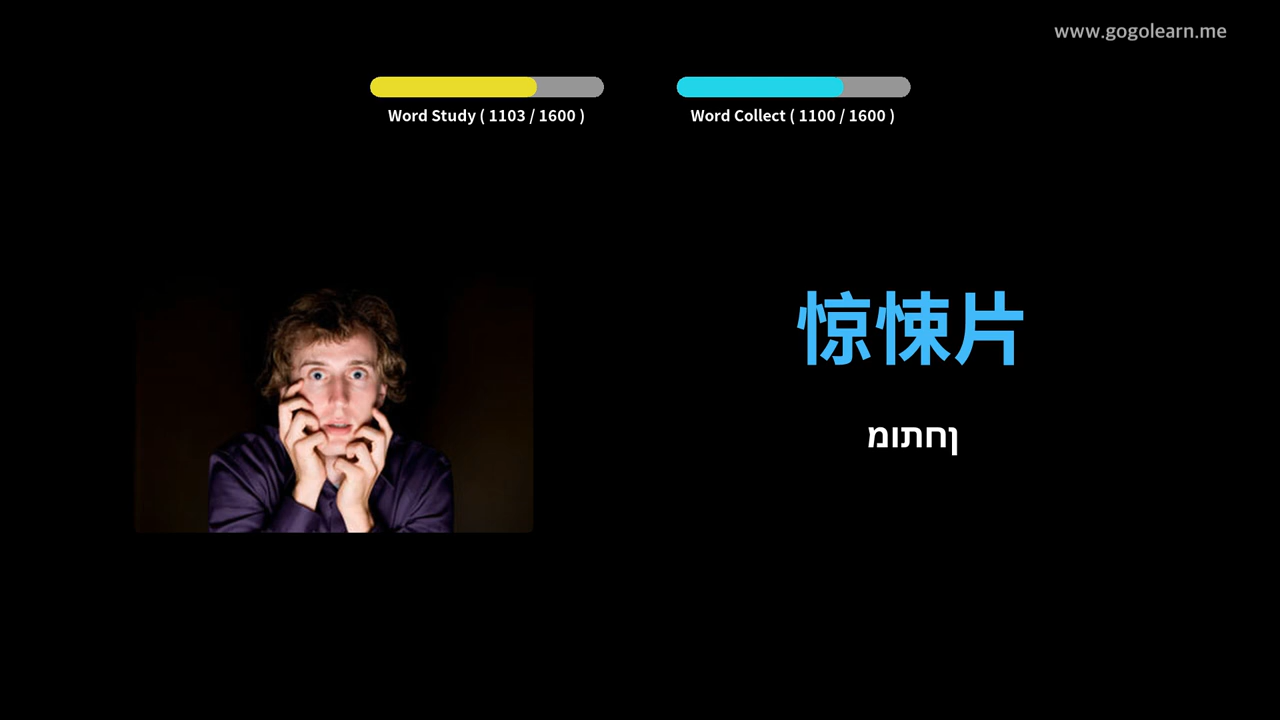 www.gogolearn.me
Word Study ( 1103 / 1600 )
Word Collect ( 1100 / 1600 )
惊悚片
ןחתומ